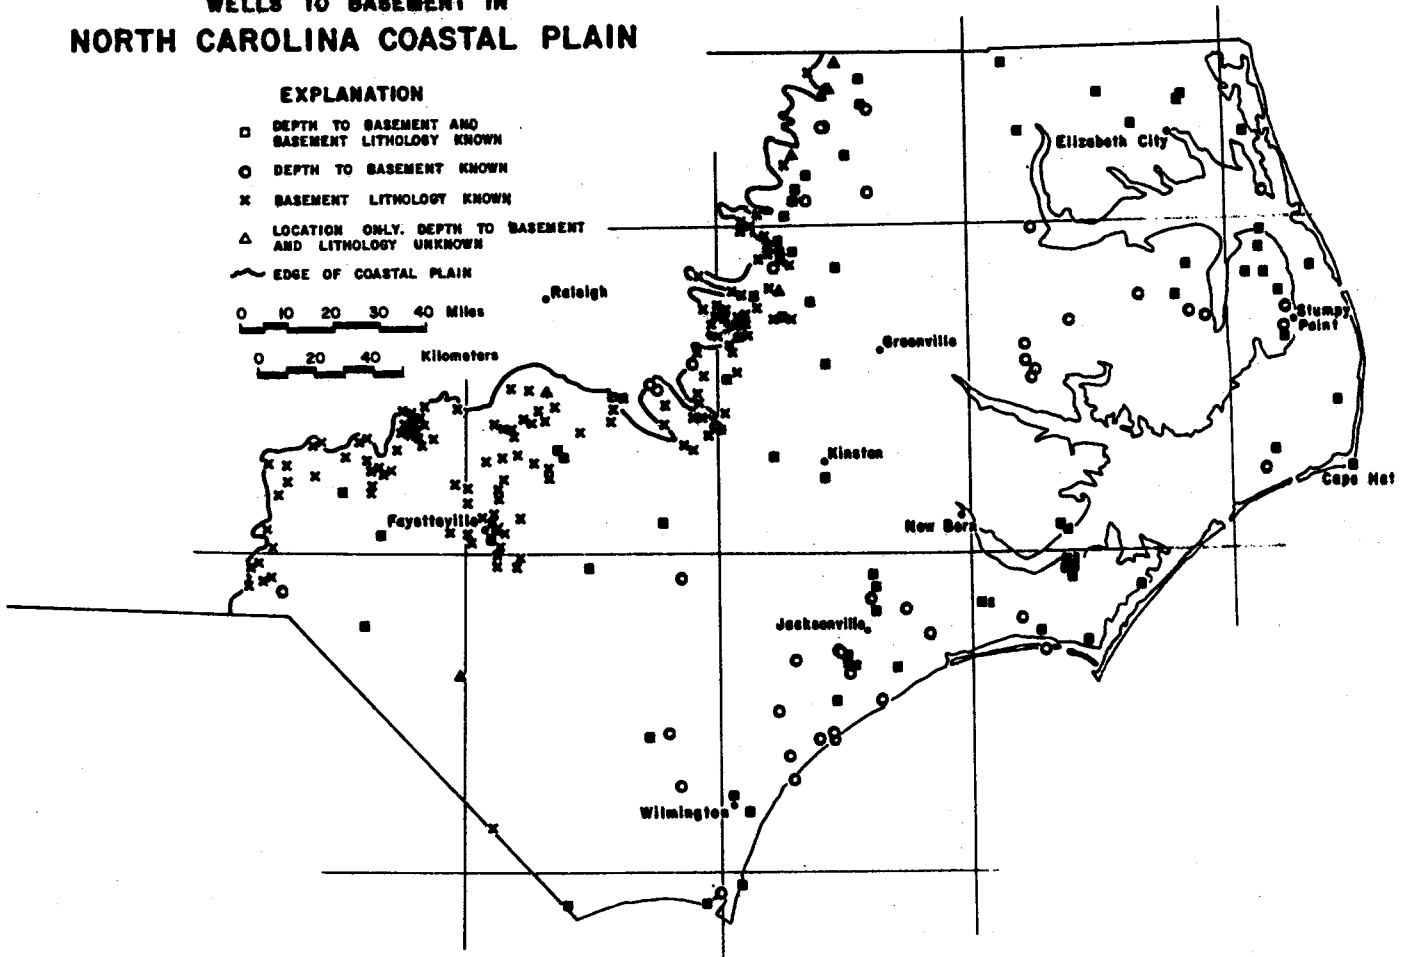 WELLS TO BASEMENT IN
NORTH CAROLINA COASTAL PLAIN
EXPLANATION
DEPTH TO BASEMENT AND
BASEMENT LITHOLOGY KNOWN
DEPTH TO BASEMENT KNOWN
BASEMENT LITHOLOGY KNOWN
LOCATION ONLY. DEPTH TO BASEMENT
AND LITHOLOGY UNKNOWN
EDGE OF COASTAL PLAIN
0 10 20 30 40 Miles
0 20 40 Kilometers
Elizabeth City
Raleigh
Stumpy
Point
Greenville
Kinston
Cape Hat
Fayetteville
New Bern
Jacksonville
Wilmington